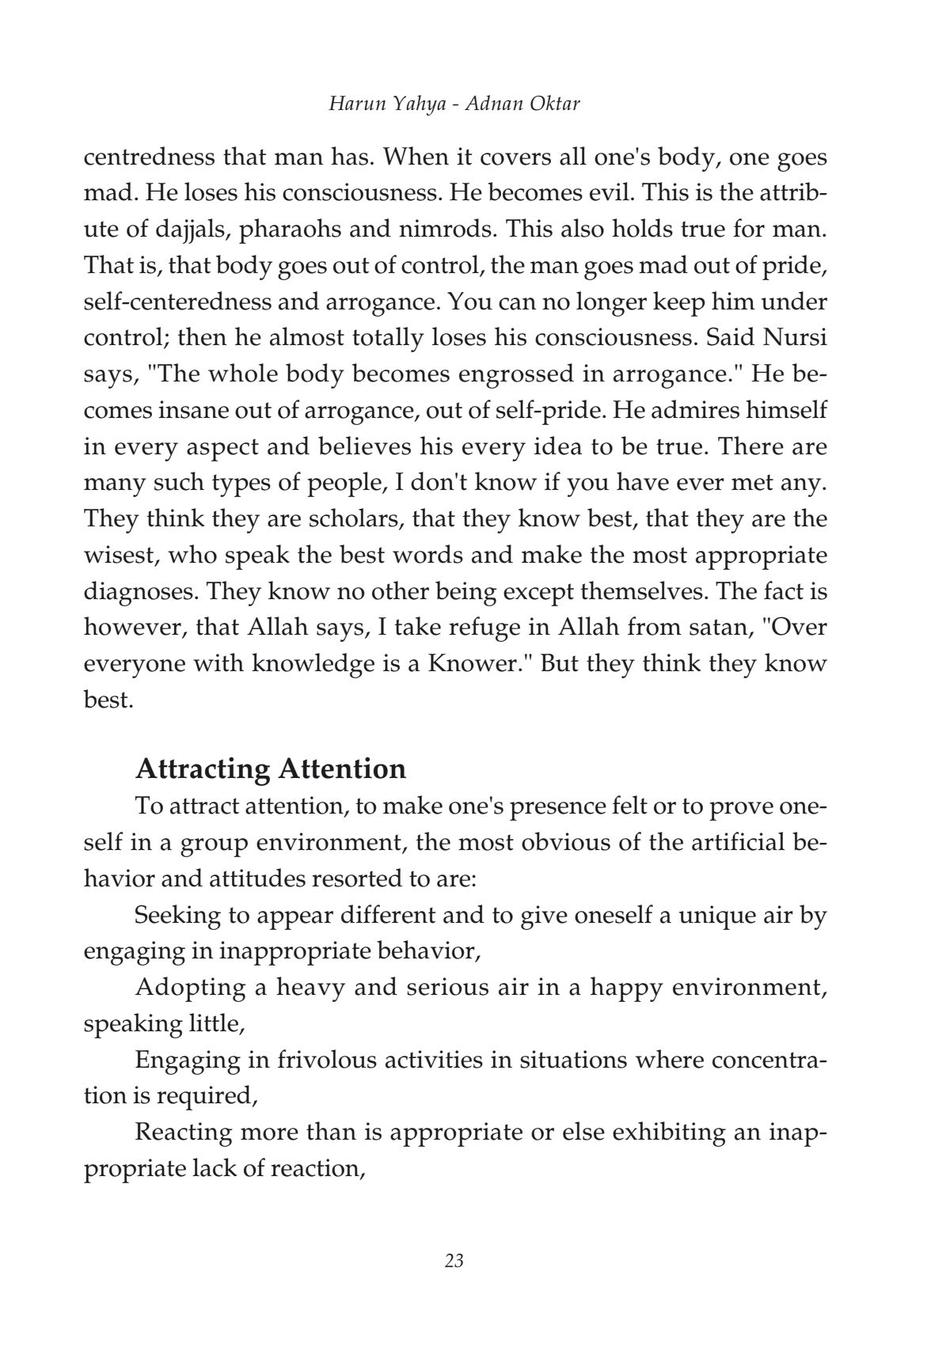 Harun Yahya - Adnan Oktar
centredness that man has. When it covers all one's body, one goes
mad. He loses his consciousness. He becomes evil. This is the attrib-
ute of dajjals, pharaohs and nimrods. This also holds true for man.
That is, that body goes out of control, the man goes mad out of pride,
self-centeredness and arrogance. You can no longer keep him under
control; then he almost totally loses his consciousness. Said Nursi
says, "The whole body becomes engrossed in arrogance." He be-
comes insane out of arrogance, out of self-pride. He admires himself
in every aspect and believes his every idea to be true. There are
many such types of people, I don't know if you have ever met any.
They think they are scholars, that they know best, that they are the
wisest, who speak the best words and make the most appropriate
diagnoses. They know no other being except themselves. The fact is
however, that Allah says, I take refuge in Allah from satan, "Over
everyone with knowledge is a Knower." But they think they know
best.
Attracting Attention
To attract attention, to make one's presence felt or to prove one-
self in a group environment, the most obvious of the artificial be-
havior and attitudes resorted to are:
Seeking to appear different and to give oneself a unique air by
engaging in inappropriate behavior,
Adopting a heavy and serious air in a happy environment,
speaking little,
Engaging in frivolous activities in situations where concentra-
tion is required,
Reacting more than is appropriate or else exhibiting an inap-
propriate lack of reaction,
23